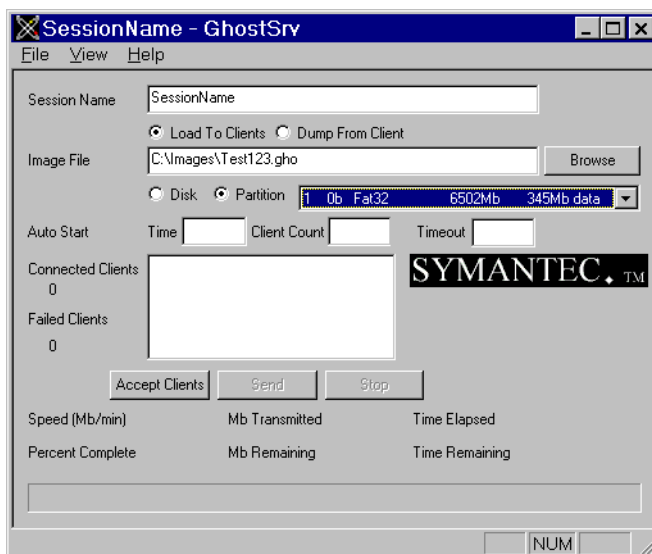 SessionName - GhostSrv
File View Help
Session Name SessionName
Load To Clients Dump From Client
Image File C:\Images\Test123.gho Browse
Disk Partition 1 0b Fat32 6502Mb 345Mb data
Auto Start Time Client Count Timeout
Connected Clients
0
SYMANTEC. TM
Failed Clients
0
Accept Clients Send Stop
Speed (Mb/min) Mb Transmitted Time Elapsed
Percent Complete Mb Remaining Time Remaining
NUM